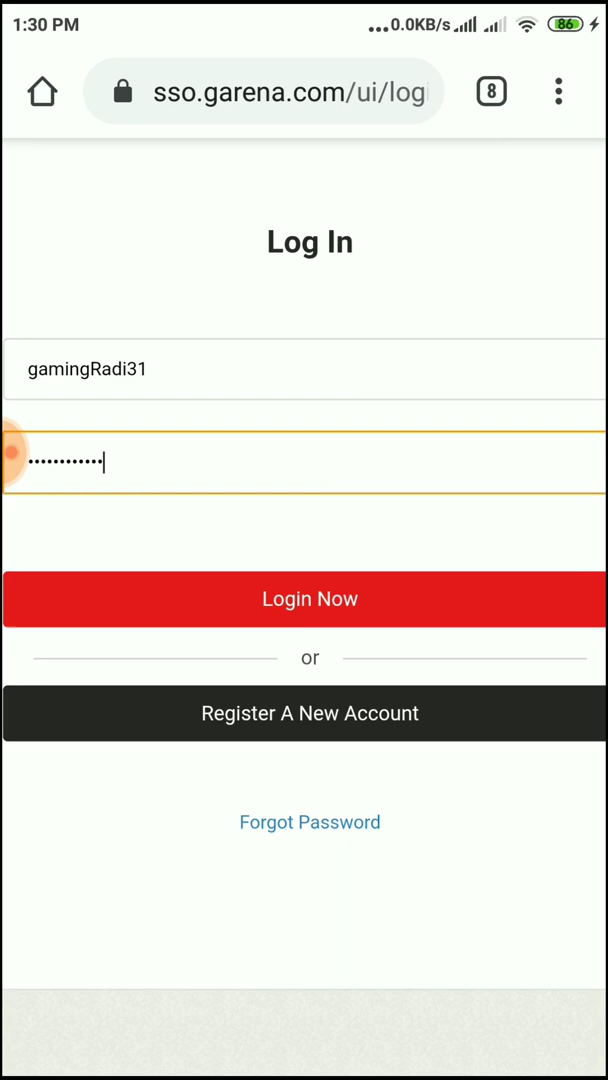 1:30 PM ...0.0KB/s 86
sso.garena.com/ui/logi 8
Log In
gamingRadi31
••••••••••••
Login Now
or
Register A New Account
Forgot Password